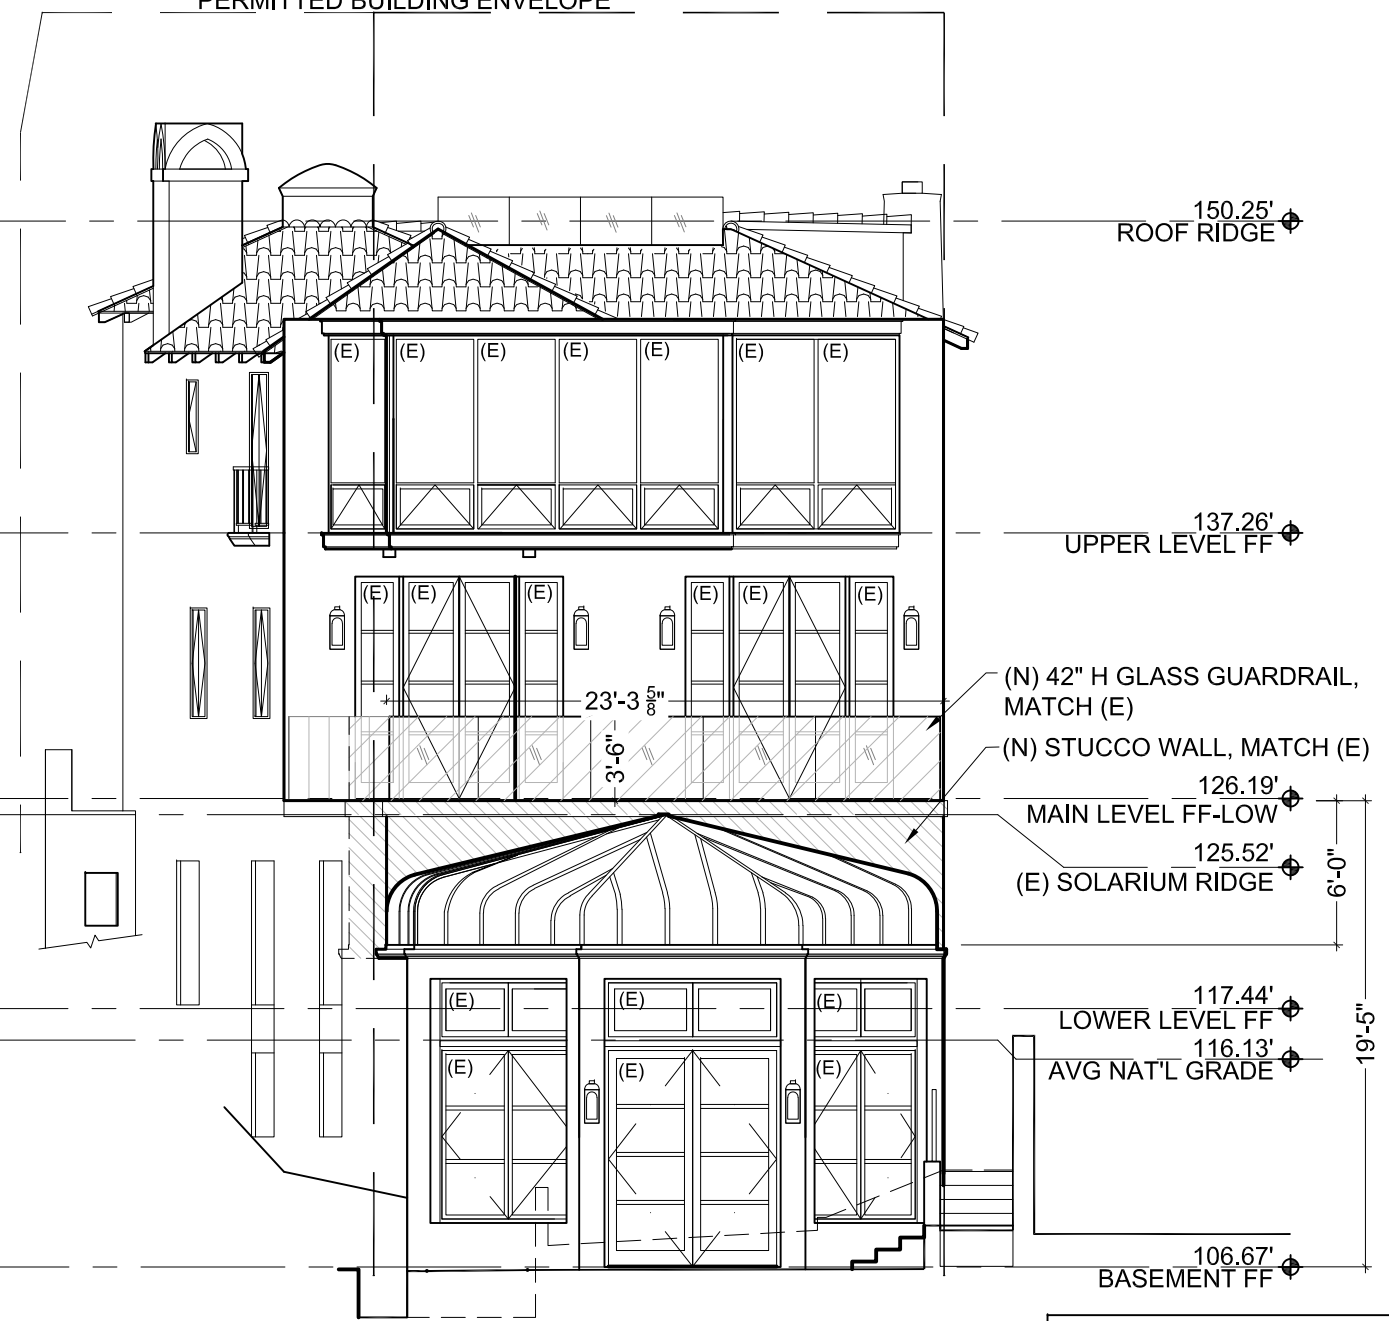 PERMITTED BUILDING ENVELOPE
150.25'
ROOF RIDGE
(E) (E) (E) (E) (E) (E) (E)
137.26'
UPPER LEVEL FF
(E) (E) (E) (E) (E) (E)
(N) 42" H GLASS GUARDRAIL,
MATCH (E)
23'-3 5/8"
3'-6"
(N) STUCCO WALL, MATCH (E)
126.19'
MAIN LEVEL FF-LOW
125.52'
(E) SOLARIUM RIDGE
6'-0"
(E) (E) (E)
117.44'
LOWER LEVEL FF
116.13'
AVG NAT'L GRADE
19'-5"
(E) (E) (E)
106.67'
BASEMENT FF